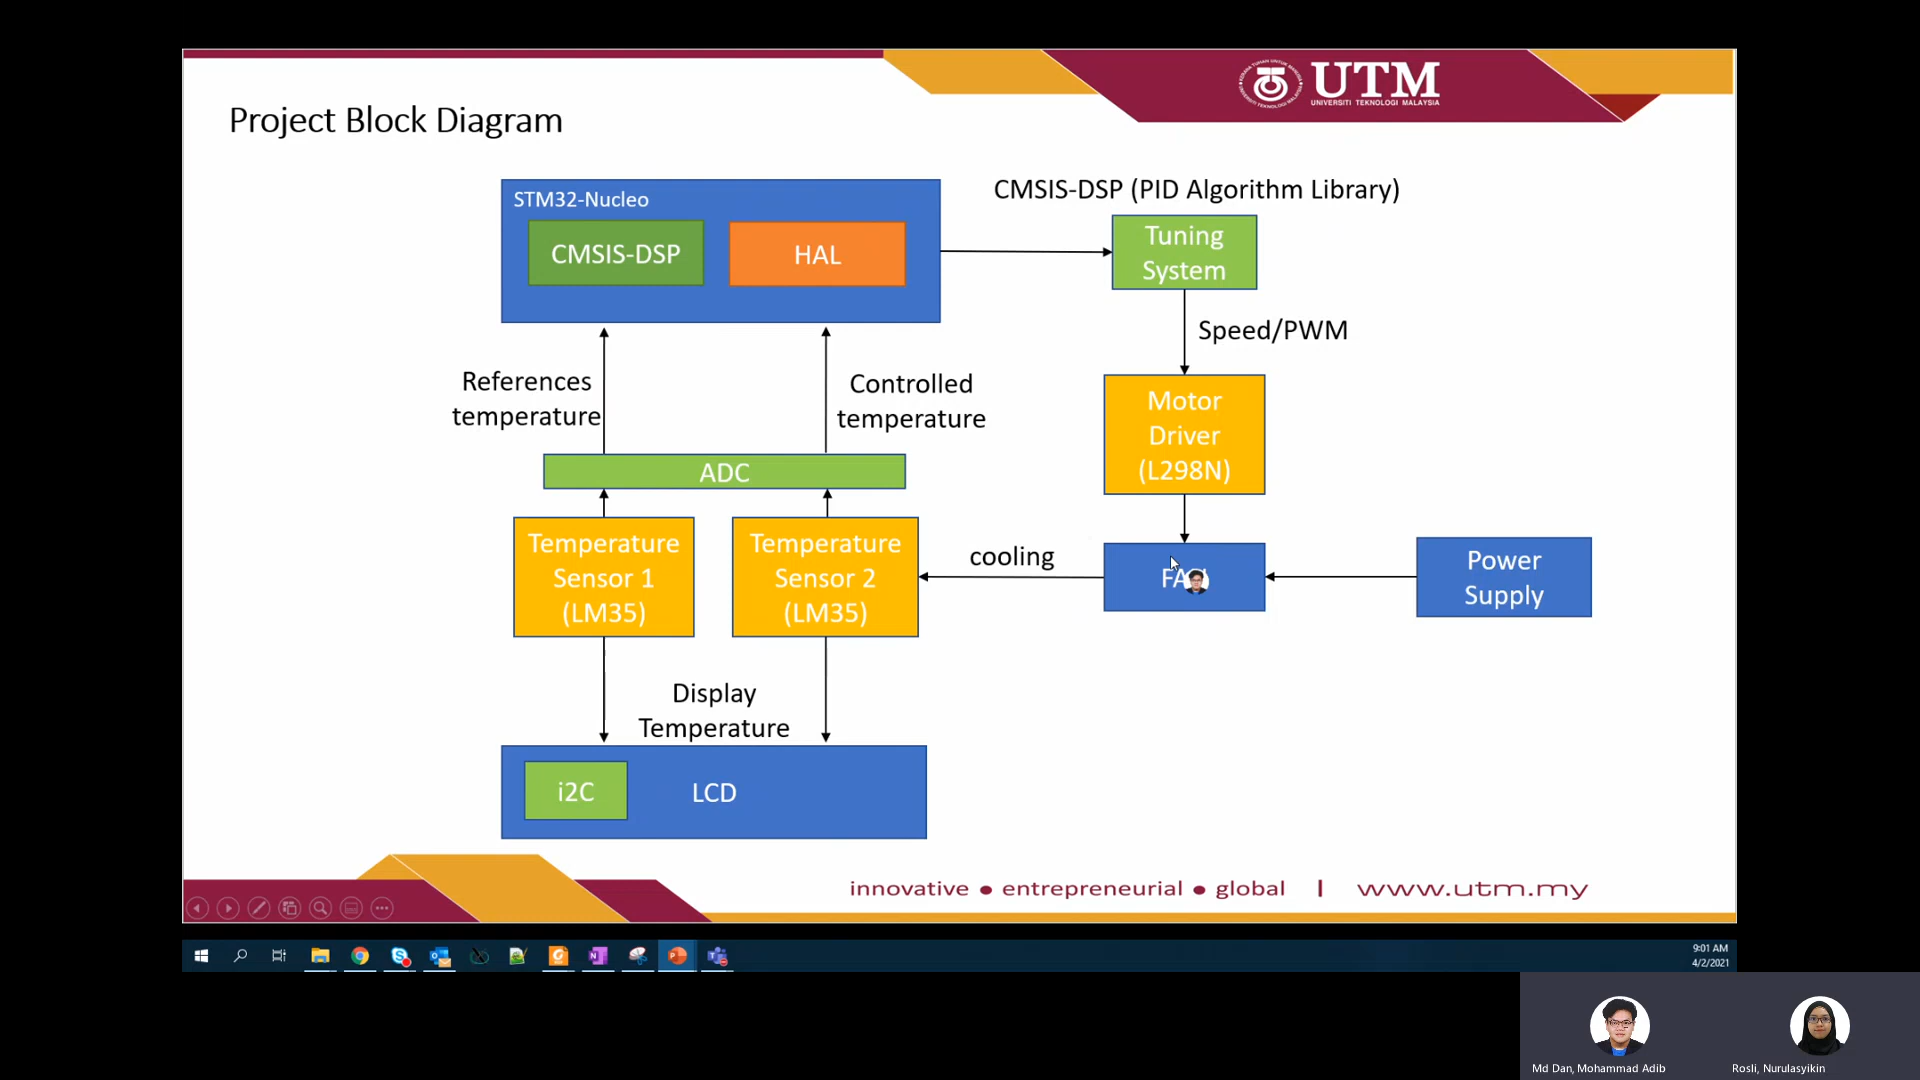 UTM
UNIVERSITI TEKNOLOGI MALAYSIA
Project Block Diagram
STM32-Nucleo
CMSIS-DSP
HAL
CMSIS-DSP (PID Algorithm Library)
Tuning
System
Speed/PWM
References
temperature
Controlled
temperature
Motor
Driver
(L298N)
ADC
Temperature
Sensor 1
(LM35)
Temperature
Sensor 2
(LM35)
cooling
Power
Supply
Display
Temperature
i2C
LCD
innovative ● entrepreneurial ● global | www.utm.my
9:01 AM
4/2/2021
Md Dan, Mohammad Adib
Rosli, Nurulasyikin